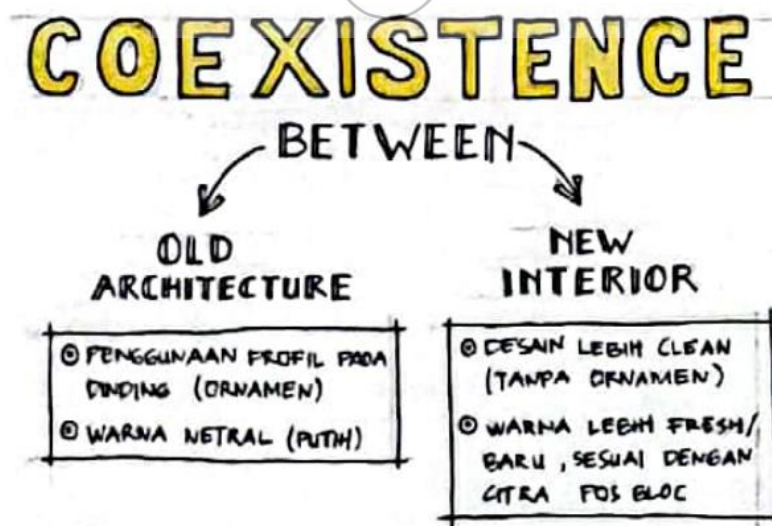 COEXISTENCE
BETWEEN
OLD
ARCHITECTURE
⦿ PENGGUNAAN PROFIL PADA
DINDING (ORNAMEN)
⦿ WARNA NETRAL (PUTIH)
NEW
INTERIOR
⦿ DESAIN LEBIH CLEAN
(TANPA ORNAMEN)
⦿ WARNA LEBIH FRESH/
BARU, SESUAI DENGAN
CITRA POS BLOC